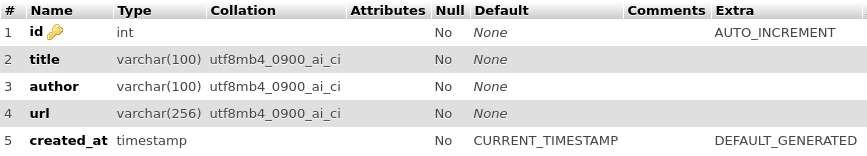 # Name Type Collation Attributes Null Default Comments Extra
1 id int No None AUTO_INCREMENT
2 title varchar(100) utf8mb4_0900_ai_ci No None
3 author varchar(100) utf8mb4_0900_ai_ci No None
4 url varchar(256) utf8mb4_0900_ai_ci No None
5 created_at timestamp No CURRENT_TIMESTAMP DEFAULT_GENERATED